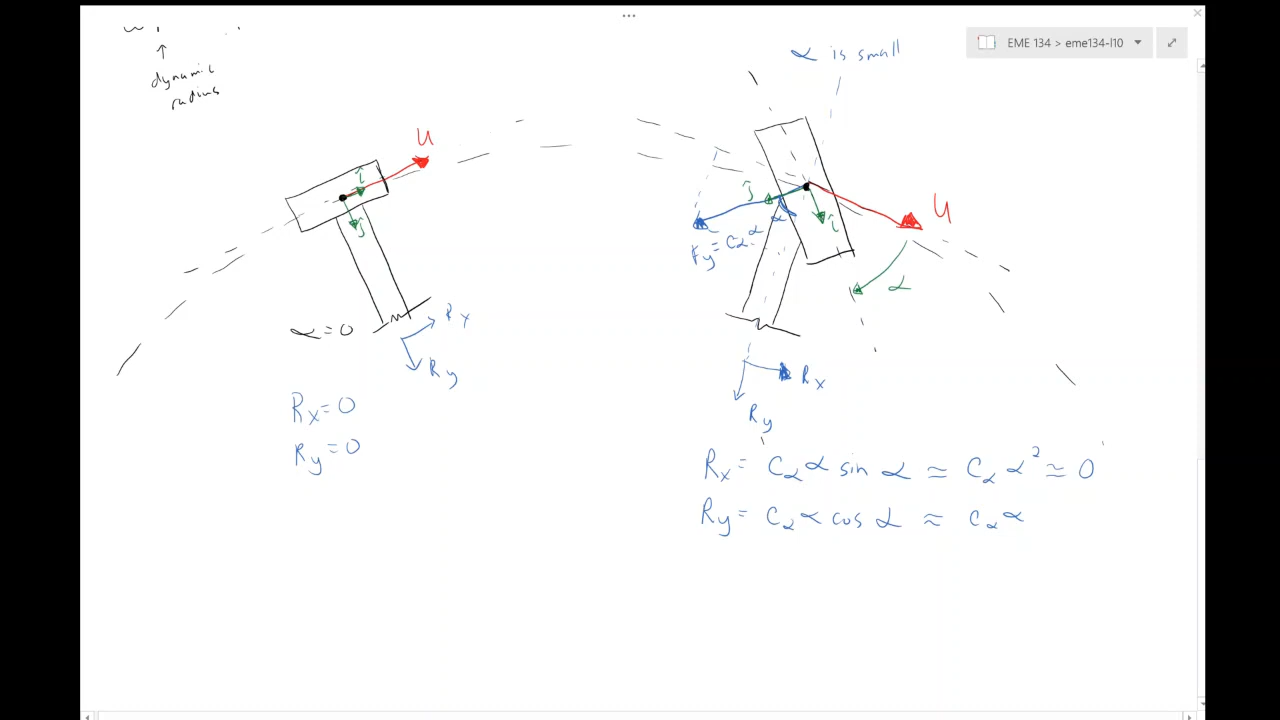 dynamic
radius
EME 134 > eme134-l10
α is small
U
î
ĵ
α = 0
Rx
Ry
Rx = 0
Ry = 0
U
ĵ
î
α
Fy = Cα α
α
Rx
Ry
Rx = Cα α sin α ≈ Cα α² ≈ 0
Ry = Cα α cos α ≈ Cα α